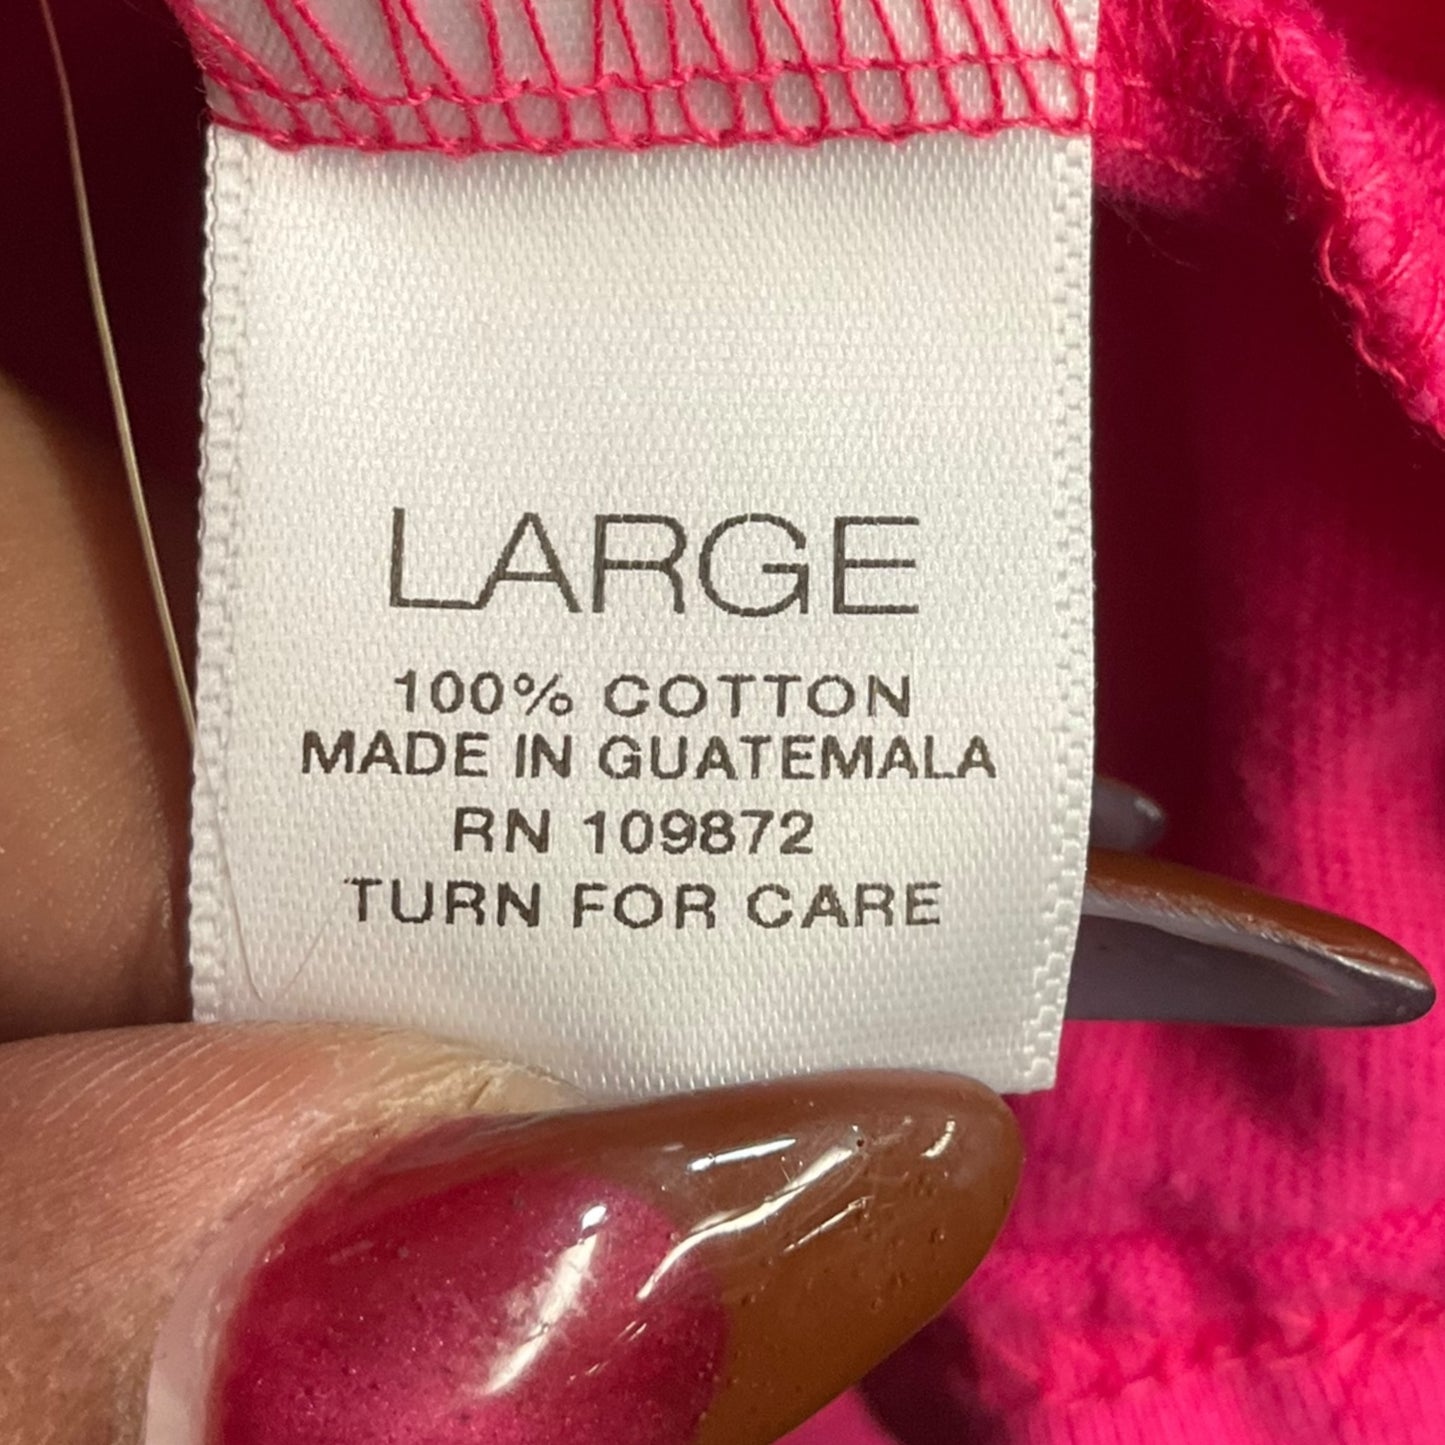 LARGE
100% COTTON
MADE IN GUATEMALA
RN 109872
TURN FOR CARE